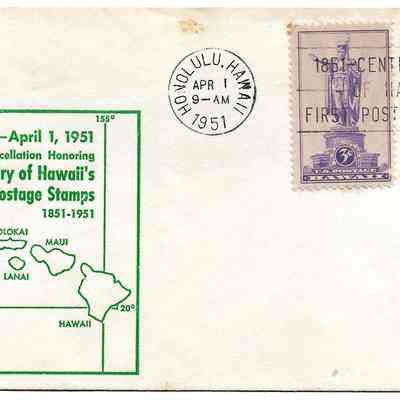 HONOLULU, HAWAII
APR 1
9-AM
1951
1851-CENT
OF HA
FIRST POST
3¢
U.S. POSTAGE
HAWAII
155°
—April 1, 1951
cellation Honoring
ry of Hawaii's
ostage Stamps
1851-1951
OLOKAI
MAUI
LANAI
HAWAII
20°